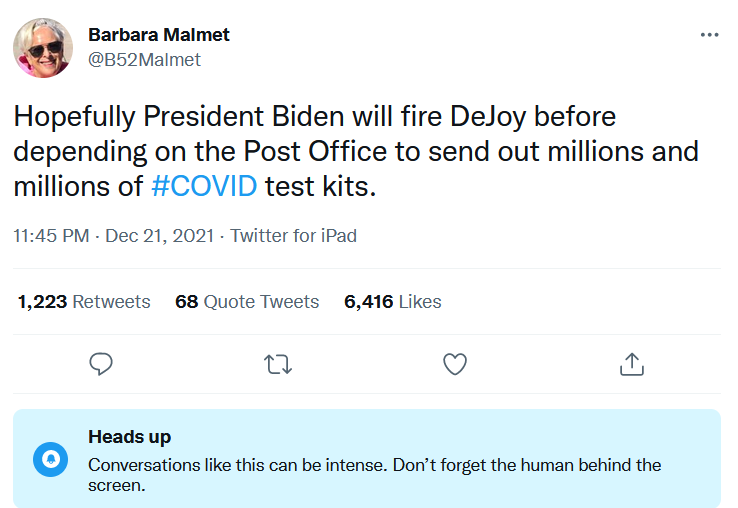 Barbara Malmet
@B52Malmet
Hopefully President Biden will fire DeJoy before
depending on the Post Office to send out millions and
millions of #COVID test kits.
11:45 PM · Dec 21, 2021 · Twitter for iPad
1,223 Retweets 68 Quote Tweets 6,416 Likes
Heads up
Conversations like this can be intense. Don’t forget the human behind the
screen.